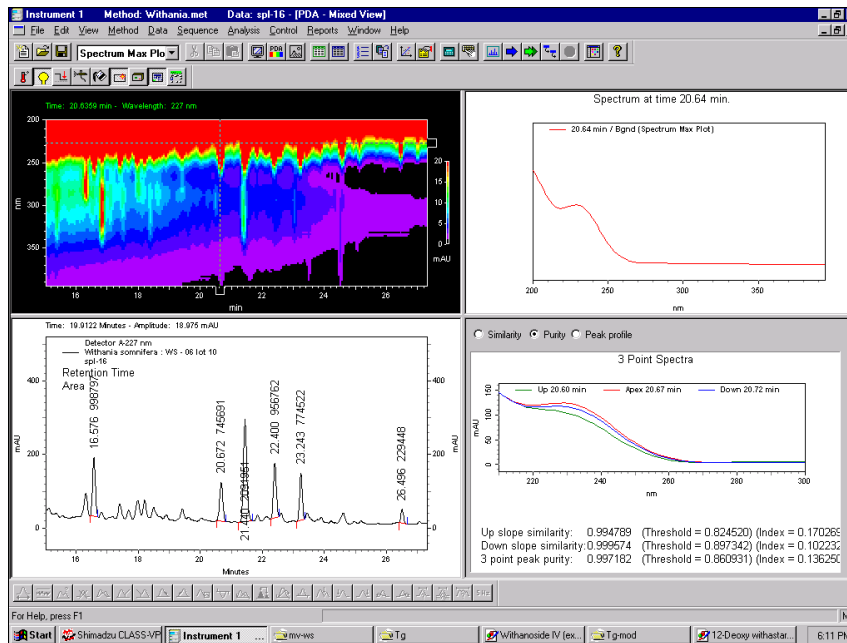 Instrument 1 Method: Withania.met Data: spl-16 - [PDA - Mixed View]
File Edit View Method Data Sequence Analysis Control Reports Window Help
Spectrum Max Plo
PDA
Time: 20.6359 min - Wavelength: 227 nm
200
250
300
350
nm
16 18 20 22 24 26
min
20
15
10
5
0
mAU
Spectrum at time 20.64 min.
20.64 min / Bgnd (Spectrum Max Plot)
200 250 300 350
nm
Time: 19.9122 Minutes - Amplitude: 18.975 mAU
Detector A-227 nm
Withania somnifera : WS - 06 lot 10
spl-16
Retention Time
Area
400
200
0
mAU
16.576 998797
20.672 745691
21.440 2091951
22.400 956762
23.243 774522
26.496 229448
400
200
0
mAU
16 18 20 22 24 26
Minutes
Similarity Purity Peak profile
3 Point Spectra
Up 20.60 min Apex 20.67 min Down 20.72 min
150
100
50
0
mAU
220 240 260 280 300
nm
Up slope similarity: 0.994789 (Threshold = 0.824520) (Index = 0.170269
Down slope similarity: 0.999574 (Threshold = 0.897342) (Index = 0.102232
3 point peak purity: 0.997182 (Threshold = 0.860931) (Index = 0.136250
For Help, press F1
Start Shimadzu CLASS-VP Instrument 1 ... mv-ws Tg Withanoside IV (ex... Tg-mod 12-Deoxy withastar... 6:11 PM